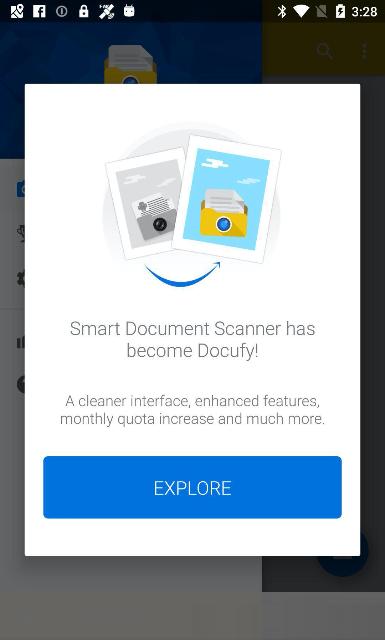 3:28
Smart Document Scanner has
become Docufy!
A cleaner interface, enhanced features,
monthly quota increase and much more.
EXPLORE